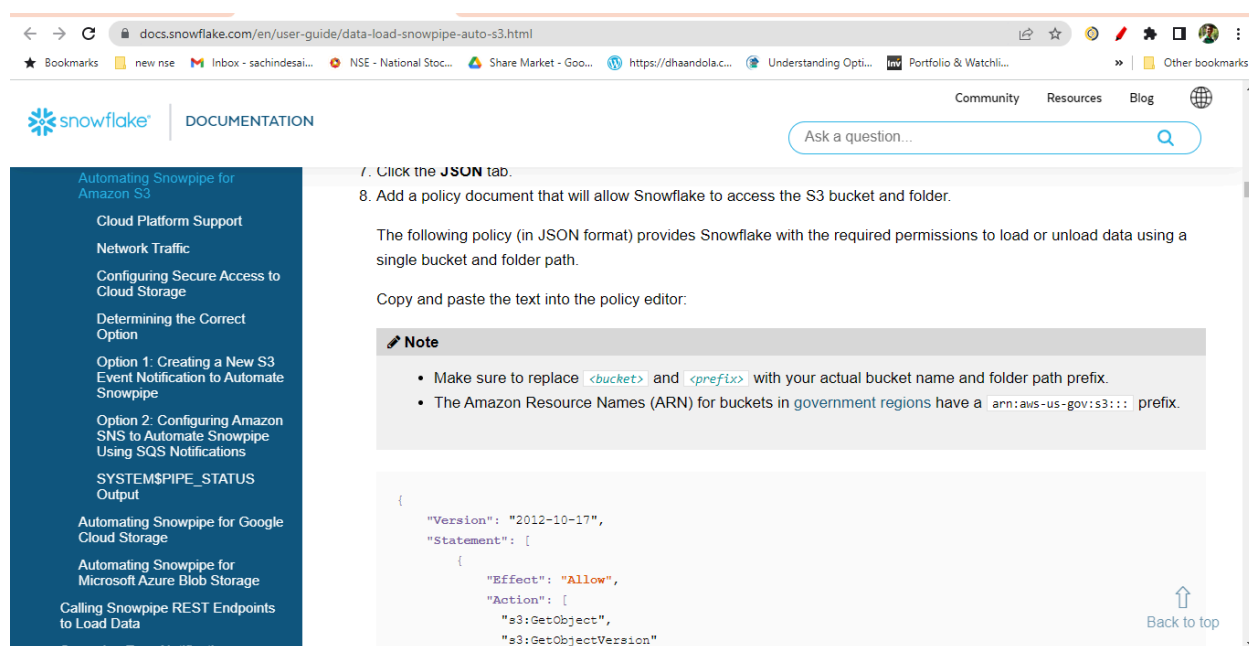 docs.snowflake.com/en/user-guide/data-load-snowpipe-auto-s3.html
Bookmarks new nse Inbox - sachindesai... NSE - National Stoc... Share Market - Goo... https://dhaandola.c... Understanding Opti... inv Portfolio & Watchli... » Other bookmarks
Community Resources Blog
snowflake® DOCUMENTATION
Ask a question...
Automating Snowpipe for
Amazon S3
Cloud Platform Support
Network Traffic
Configuring Secure Access to
Cloud Storage
Determining the Correct
Option
Option 1: Creating a New S3
Event Notification to Automate
Snowpipe
Option 2: Configuring Amazon
SNS to Automate Snowpipe
Using SQS Notifications
SYSTEM$PIPE_STATUS
Output
Automating Snowpipe for Google
Cloud Storage
Automating Snowpipe for
Microsoft Azure Blob Storage
Calling Snowpipe REST Endpoints
to Load Data
7. Click the JSON tab.
8. Add a policy document that will allow Snowflake to access the S3 bucket and folder.
The following policy (in JSON format) provides Snowflake with the required permissions to load or unload data using a
single bucket and folder path.
Copy and paste the text into the policy editor:
Note
• Make sure to replace <bucket> and <prefix> with your actual bucket name and folder path prefix.
• The Amazon Resource Names (ARN) for buckets in government regions have a arn:aws-us-gov:s3::: prefix.
{
"Version": "2012-10-17",
"Statement": [
{
"Effect": "Allow",
"Action": [
"s3:GetObject",
"s3:GetObjectVersion"
Back to top